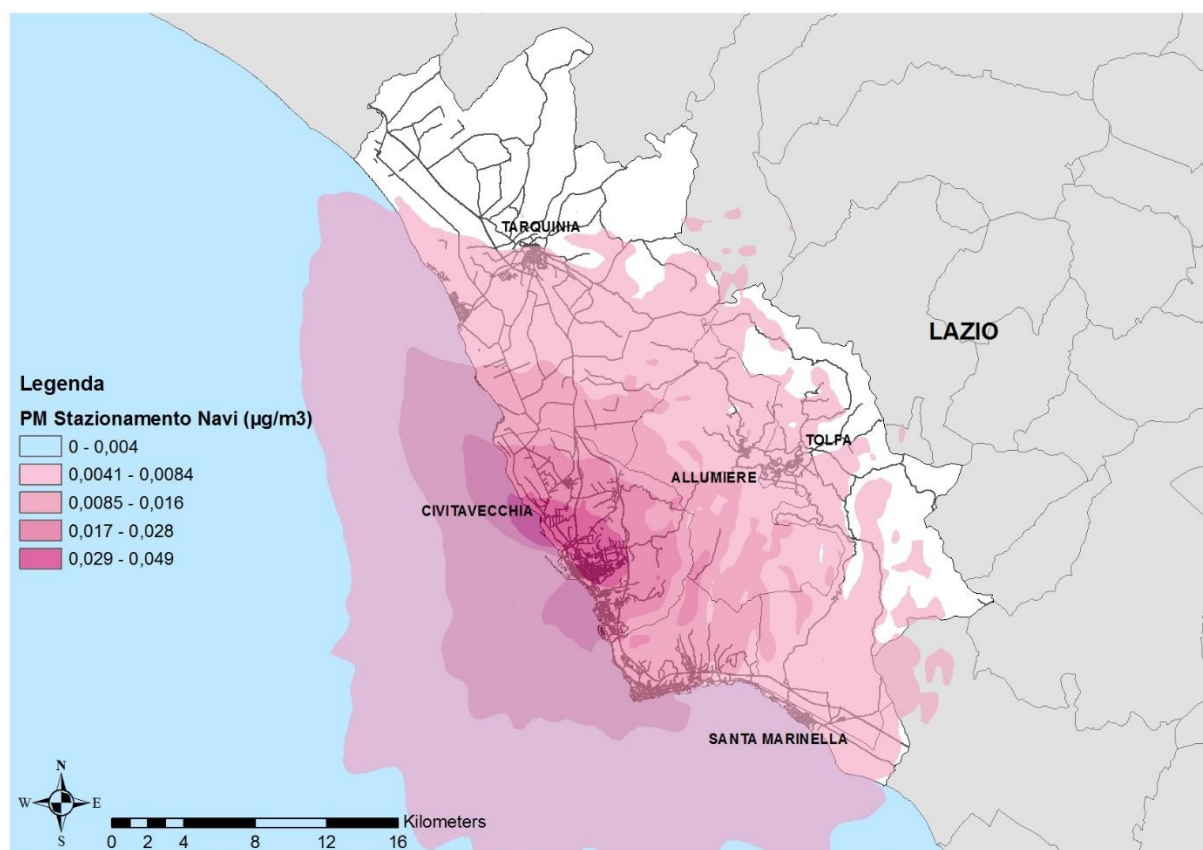 TARQUINIA
LAZIO
Legenda
PM Stazionamento Navi (µg/m3)
0 - 0,004
0,0041 - 0,0084
0,0085 - 0,016
0,017 - 0,028
0,029 - 0,049
TOLFA
ALLUMIERE
CIVITAVECCHIA
SANTA MARINELLA
N
W E
S
Kilometers
0 2 4 8 12 16